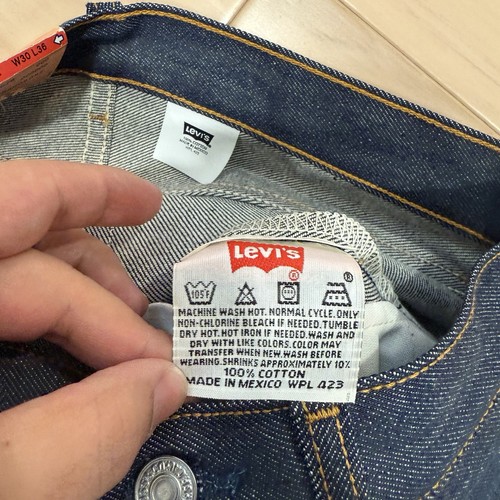 W30 L36
Levi's
Levi's
®
105F
MACHINE WASH HOT. NORMAL CYCLE. ONLY
NON-CHLORINE BLEACH IF NEEDED. TUMBLE
DRY HOT. HOT IRON IF NEEDED. WASH AND
DRY WITH LIKE COLORS. COLOR MAY
TRANSFER WHEN NEW. WASH BEFORE
WEARING. SHRINKS APPROXIMATELY 10%
100% COTTON
MADE IN MEXICO WPL 423